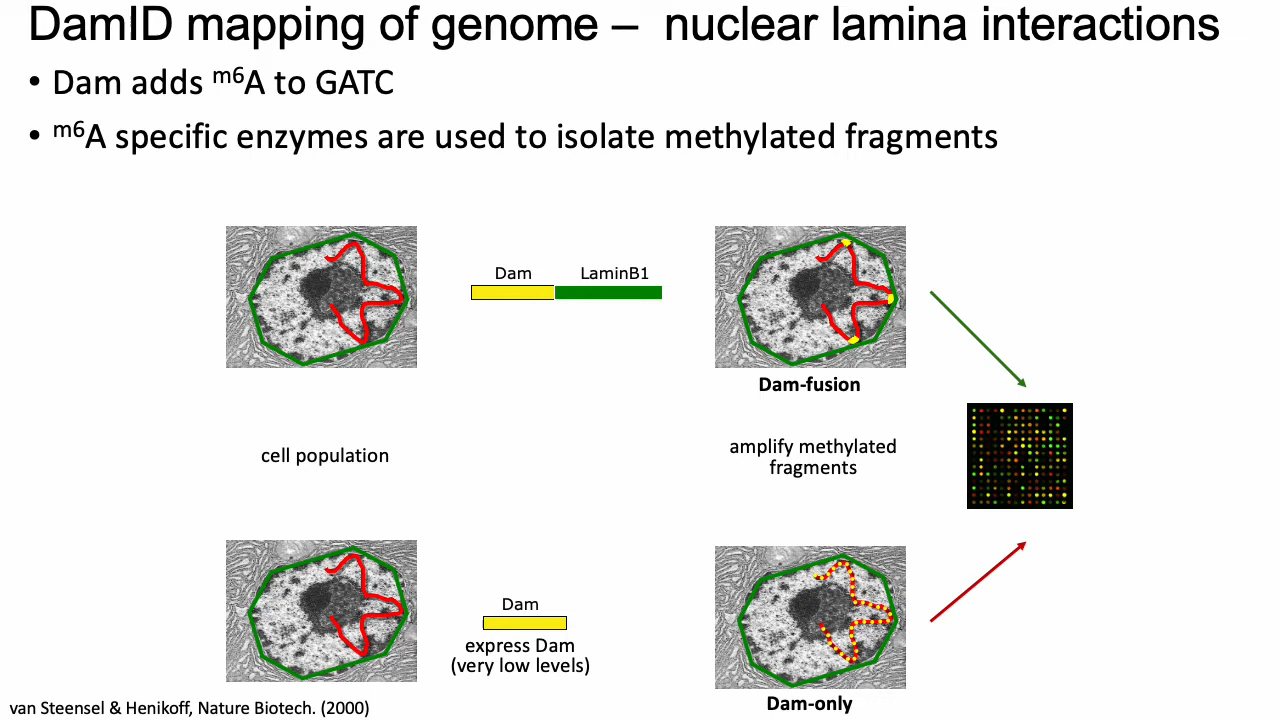 DamID mapping of genome – nuclear lamina interactions
• Dam adds ᵐ⁶A to GATC
• ᵐ⁶A specific enzymes are used to isolate methylated fragments
Dam LaminB1
Dam-fusion
cell population
amplify methylated
fragments
Dam
express Dam
(very low levels)
Dam-only
van Steensel & Henikoff, Nature Biotech. (2000)